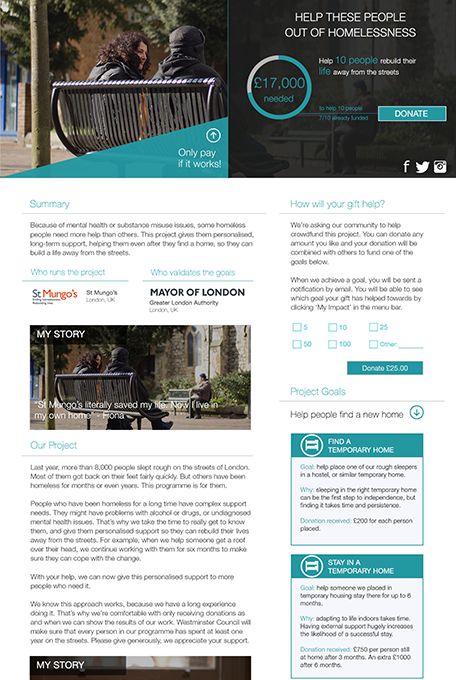 HELP THESE PEOPLE
OUT OF HOMELESSNESS
£17,000
needed
Help 10 people rebuild their
life away from the streets
to help 10 people
7/10 already funded
DONATE
Only pay
if it works!
Summary
Because of mental health or substance misuse issues, some homeless
people need more help than others. This project gives them personalised,
long-term support, helping them even after they find a home, so they can
build a life away from the streets.
Who runs the project
Who validates the goals
St Mungo's
Ending homelessness
Rebuilding lives
St Mungo's
London, UK
MAYOR OF LONDON
Greater London Authority
London, UK
MY STORY
"St Mungo's literally saved my life. Now I live in
my own home" - Fiona
Our Project
Last year, more than 8,000 people slept rough on the streets of London.
Most of them got back on their feet fairly quickly. But others have been
homeless for months or even years. This programme is for them.
People who have been homeless for a long time have complex support
needs. They might have problems with alcohol or drugs, or undiagnosed
mental health issues. That's why we take the time to really get to know
them, and give them personalised support so they can rebuild their lives
away from the streets. For example, when we help someone get a roof
over their head, we continue working with them for six months to make
sure they can cope with the change.
With your help, we can now give this personalised support to more
people who need it.
We know this approach works, because we have a long experience
doing it. That's why we're comfortable with only receiving donations as
and when we can show the results of our work. Westminster Council will
make sure that every person in our programme has spent at least one
year on the streets. Please give generously, we appreciate your support.
MY STORY
How will your gift help?
We're asking our community to help
crowdfund this project. You can donate any
amount you like and your donation will be
combined with others to fund one of the
goals below.
When we achieve a goal, you will be sent a
notification by email. You will be able to see
which goal your gift has helped towards by
clicking 'My Impact' in the menu bar.
5 10 25
50 100 Other:
Donate £25.00
Project Goals
Help people find a new home
FIND A
TEMPORARY HOME
Goal: help place one of our rough sleepers
in a hostel, or similar temporary home.
Why: sleeping in the right temporary home
can be the first step to independence, but
finding it takes time and persistence.
Donation received: £200 for each person
placed.
STAY IN A
TEMPORARY HOME
Goal: help someone we placed in
temporary housing stay there for up to 6
months.
Why: adapting to life indoors takes time.
Having external support hugely increases
the likelihood of a successful stay.
Donation received: £750 per person still
at home after 3 months. An extra £1000
after 6 months.